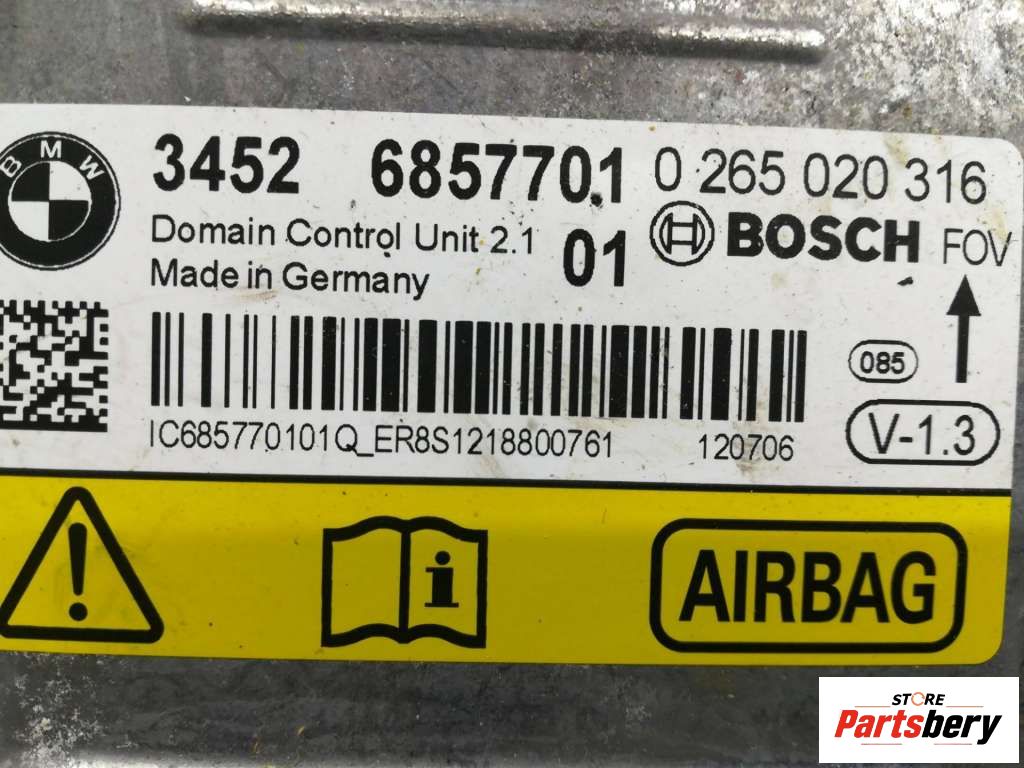 BMW
3452 6857701 0 265 020 316
Domain Control Unit 2.1 01 BOSCH FOV
Made in Germany
085
V-1.3
IC685770101Q_ER8S1218800761 120706
i
AIRBAG
STORE
Partsbery